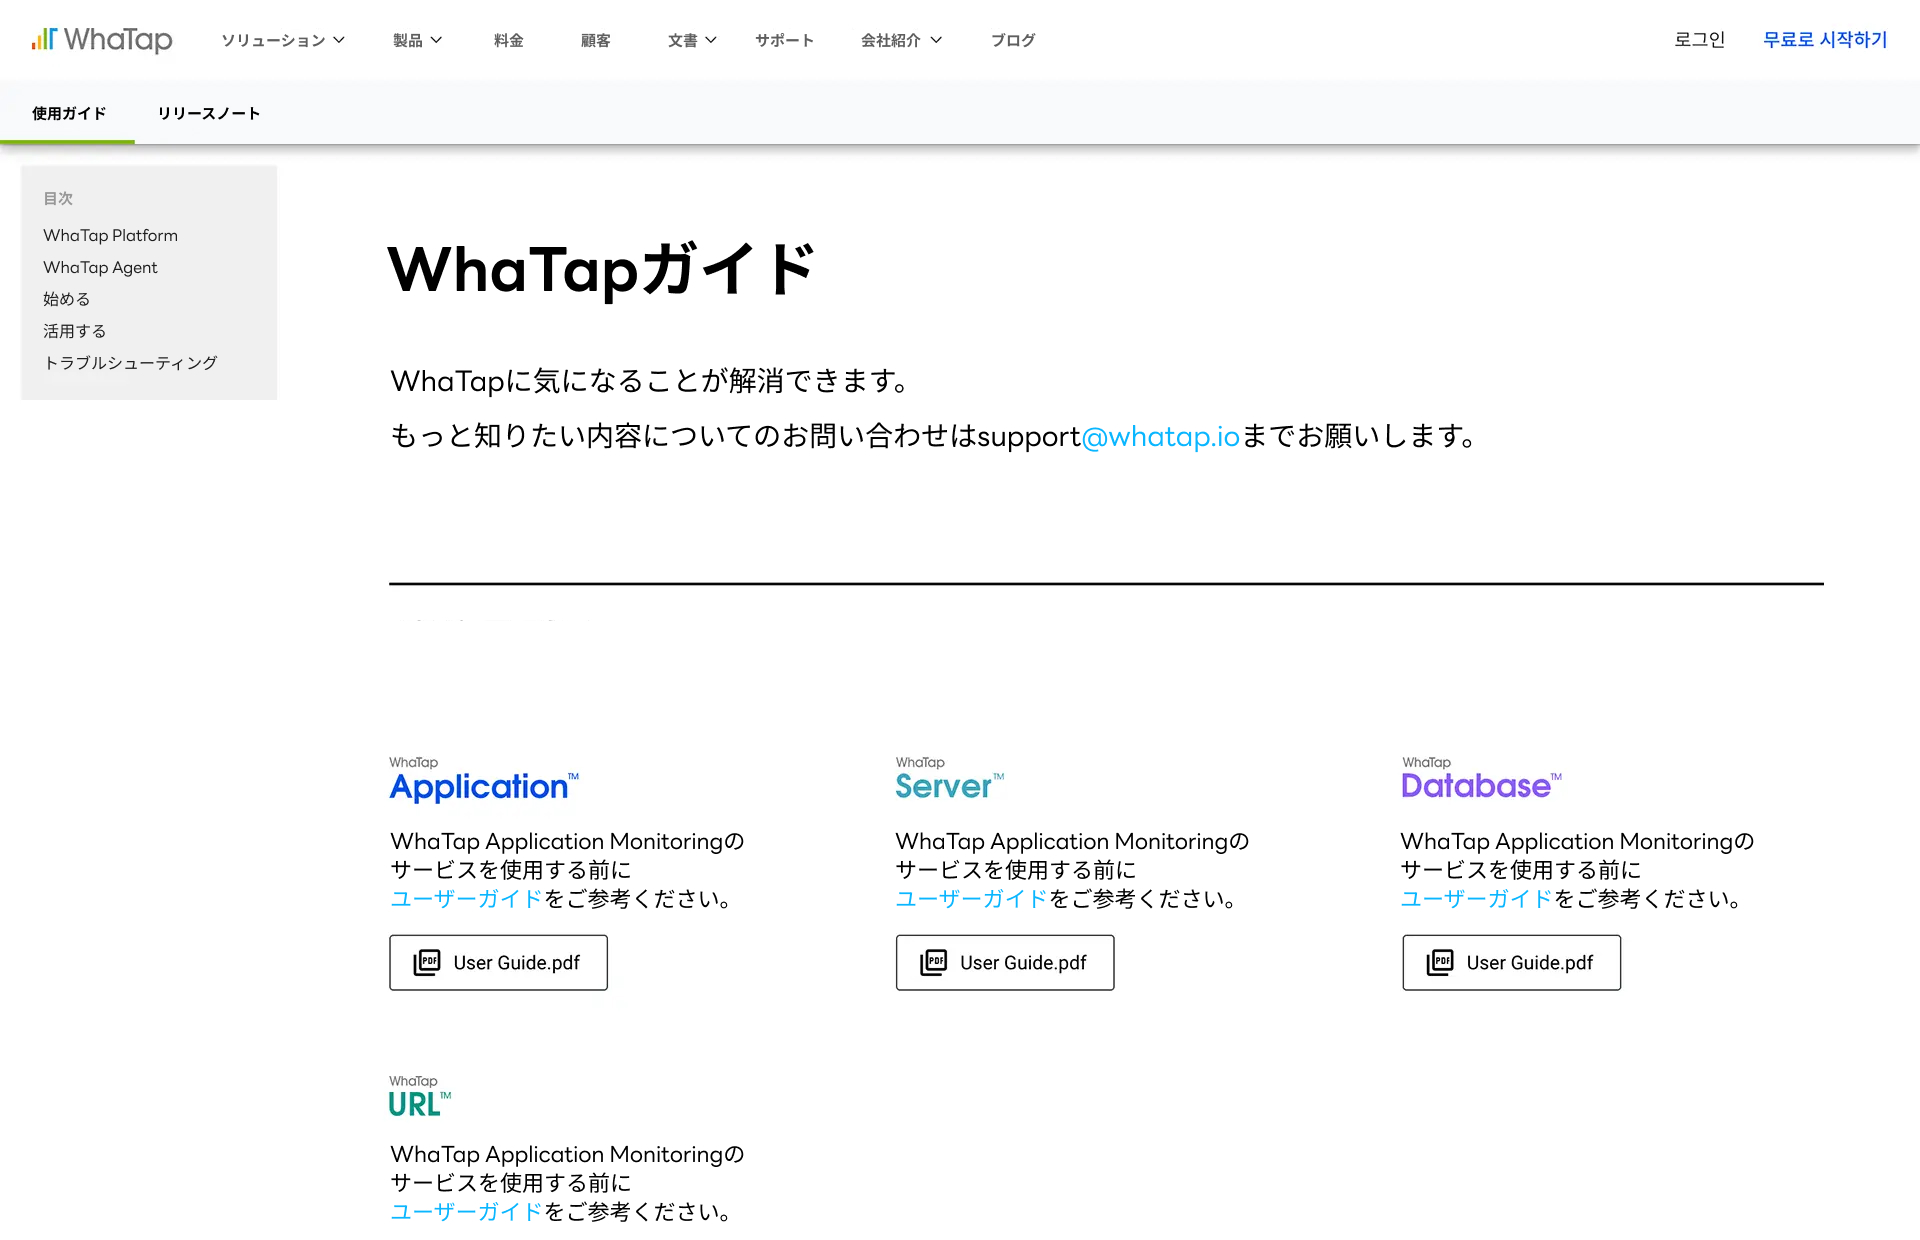 WhaTap
ソリューション 製品 料金 顧客 文書 サポート 会社紹介 ブログ 로그인 무료로 시작하기
使用ガイド リリースノート
目次
WhaTap Platform
WhaTap Agent
始める
活用する
トラブルシューティング
WhaTapガイド
WhaTapに気になることが解消できます。
もっと知りたい内容についてのお問い合わせはsupport@whatap.ioまでお願いします。
WhaTap
Application™
WhaTap Application Monitoringの
サービスを使用する前に
ユーザーガイドをご参考ください。
User Guide.pdf
WhaTap
Server™
WhaTap Application Monitoringの
サービスを使用する前に
ユーザーガイドをご参考ください。
User Guide.pdf
WhaTap
Database™
WhaTap Application Monitoringの
サービスを使用する前に
ユーザーガイドをご参考ください。
User Guide.pdf
WhaTap
URL™
WhaTap Application Monitoringの
サービスを使用する前に
ユーザーガイドをご参考ください。